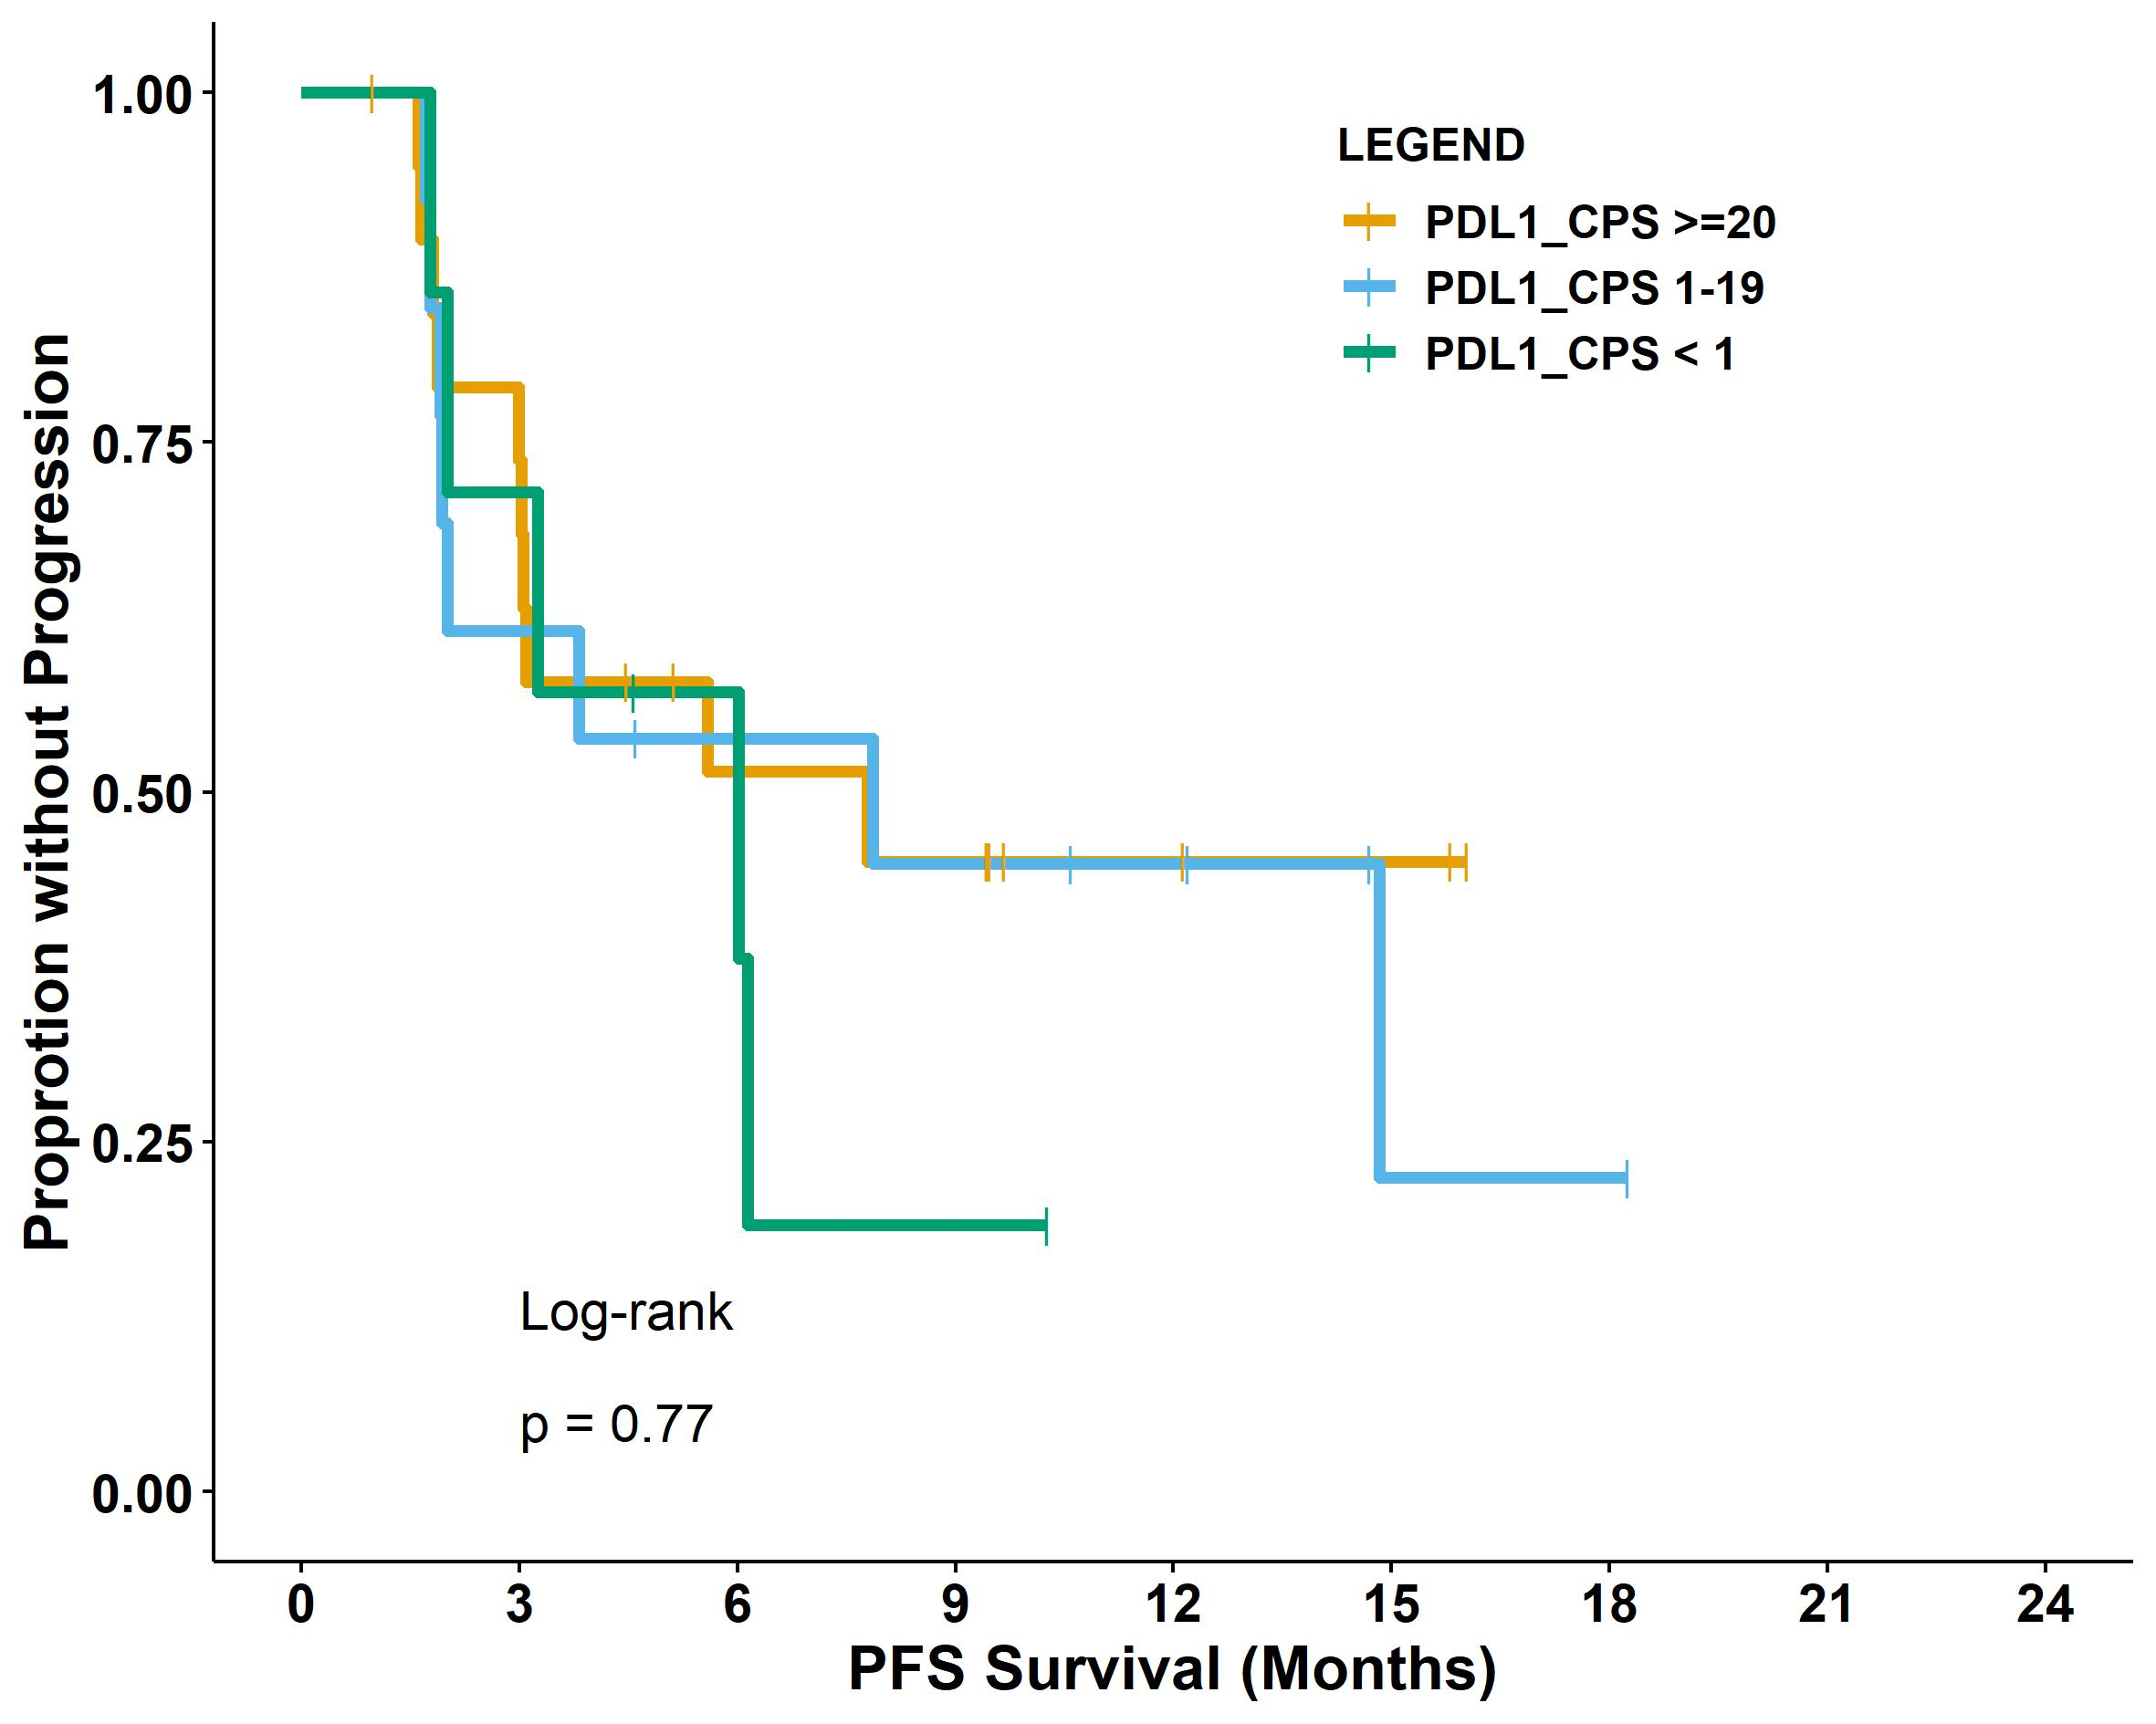 Proprotion without Progression
1.00
0.75
0.50
0.25
0.00
LEGEND
PDL1_CPS >=20
PDL1_CPS 1-19
PDL1_CPS < 1
Log-rank
p = 0.77
0 3 6 9 12 15 18 21 24
PFS Survival (Months)